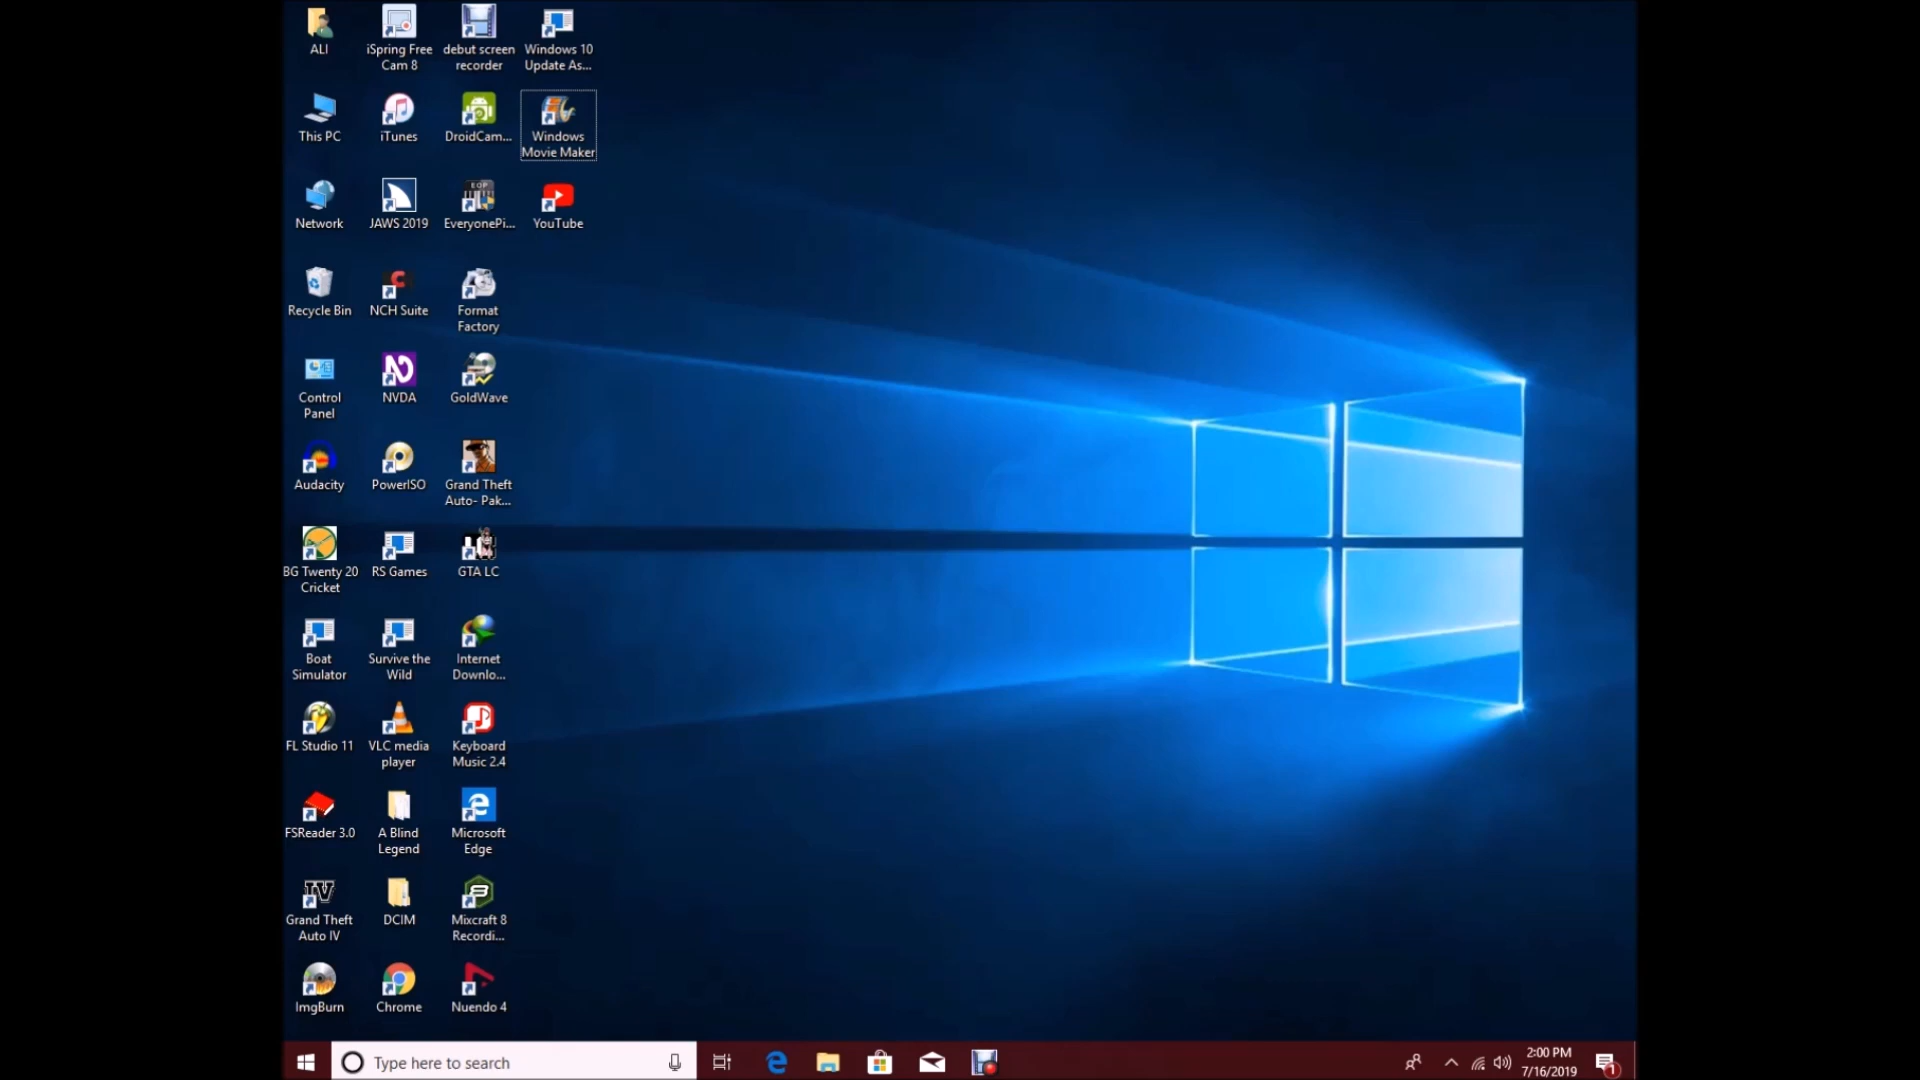 ALI
iSpring Free
Cam 8
debut screen
recorder
Windows 10
Update As...
This PC
iTunes
DroidCam...
Windows
Movie Maker
Network
JAWS 2019
EOP
EveryonePi...
YouTube
Recycle Bin
NCH Suite
Format
Factory
Control
Panel
NVDA
GoldWave
Audacity
PowerISO
Grand Theft
Auto- Pak...
BG Twenty 20
Cricket
RS Games
GTA LC
Boat
Simulator
Survive the
Wild
Internet
Downlo...
FL Studio 11
VLC media
player
Keyboard
Music 2.4
FSReader 3.0
A Blind
Legend
Microsoft
Edge
IV
Grand Theft
Auto IV
DCIM
Mixcraft 8
Recordi...
ImgBurn
Chrome
Nuendo 4
Type here to search
2:00 PM
7/16/2019
1